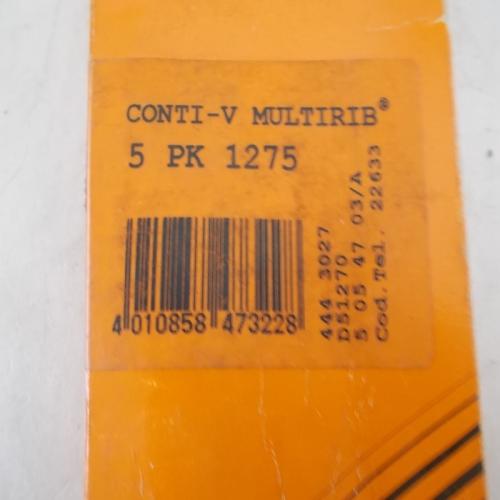 CONTI-V MULTIRIB®
5 PK 1275
4 010858 473228
444 3027
D51270
5 05 47 03/A
Cod.Tel. 22633